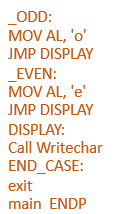 _ODD:
MOV AL, 'o'
JMP DISPLAY
_EVEN:
MOV AL, 'e'
JMP DISPLAY
DISPLAY:
Call Writechar
END_CASE:
exit
main ENDP